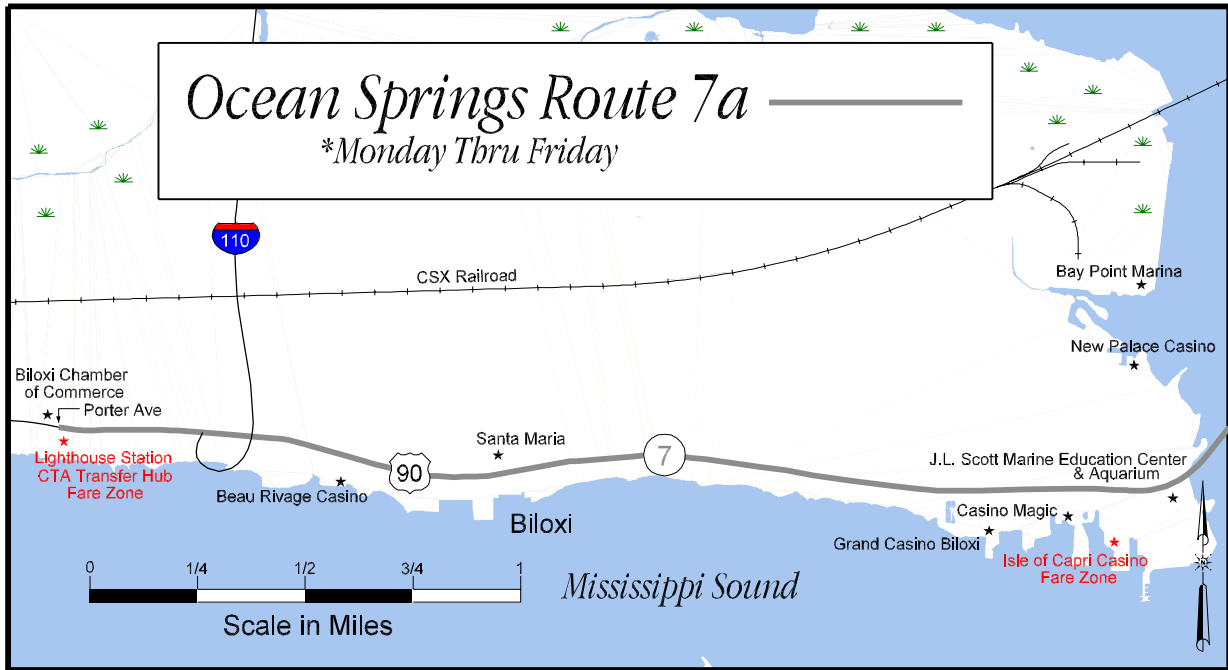 Ocean Springs Route 7a
*Monday Thru Friday
110
CSX Railroad
Bay Point Marina
New Palace Casino
Biloxi Chamber
of Commerce
Porter Ave
Lighthouse Station
CTA Transfer Hub
Fare Zone
Santa Maria
7
90
Beau Rivage Casino
J.L. Scott Marine Education Center
& Aquarium
Casino Magic
Biloxi
Grand Casino Biloxi
Isle of Capri Casino
Fare Zone
0 1/4 1/2 3/4 1
Scale in Miles
Mississippi Sound